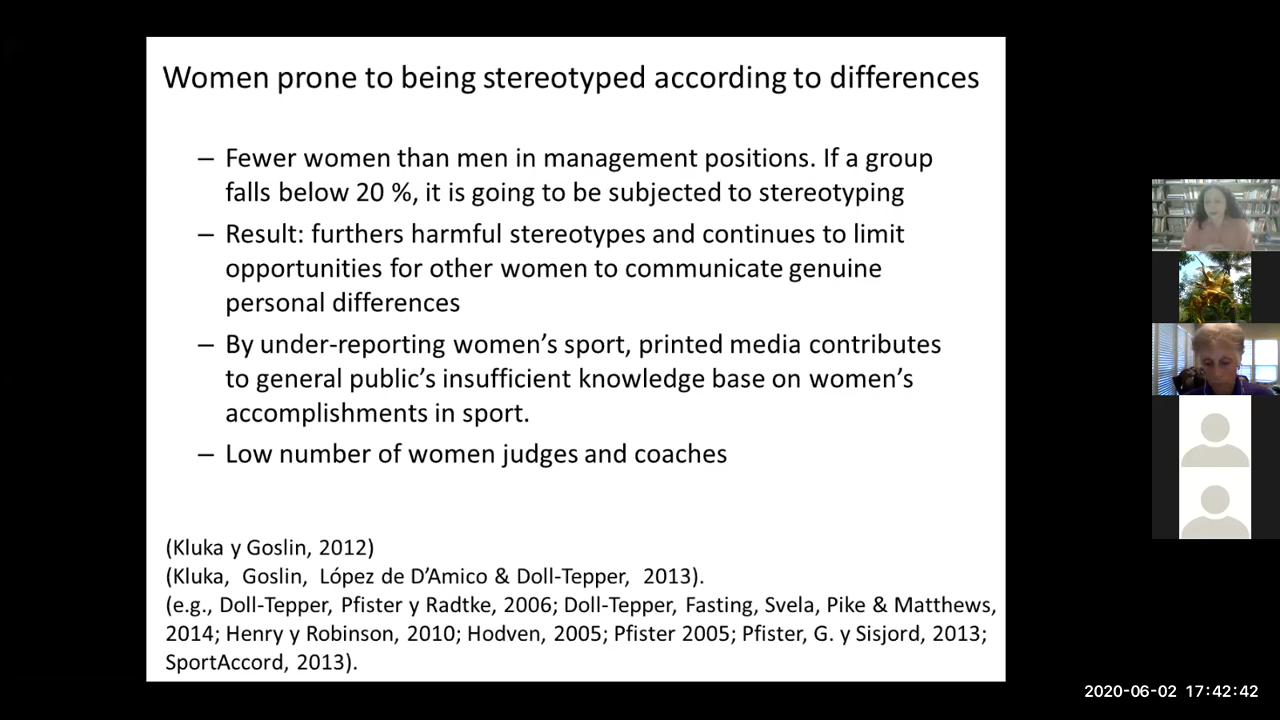 Women prone to being stereotyped according to differences
– Fewer women than men in management positions. If a group
falls below 20 %, it is going to be subjected to stereotyping
– Result: furthers harmful stereotypes and continues to limit
opportunities for other women to communicate genuine
personal differences
– By under-reporting women’s sport, printed media contributes
to general public’s insufficient knowledge base on women’s
accomplishments in sport.
– Low number of women judges and coaches
(Kluka y Goslin, 2012)
(Kluka, Goslin, López de D’Amico & Doll-Tepper, 2013).
(e.g., Doll-Tepper, Pfister y Radtke, 2006; Doll-Tepper, Fasting, Svela, Pike & Matthews,
2014; Henry y Robinson, 2010; Hodven, 2005; Pfister 2005; Pfister, G. y Sisjord, 2013;
SportAccord, 2013).
2020-06-02 17:42:42